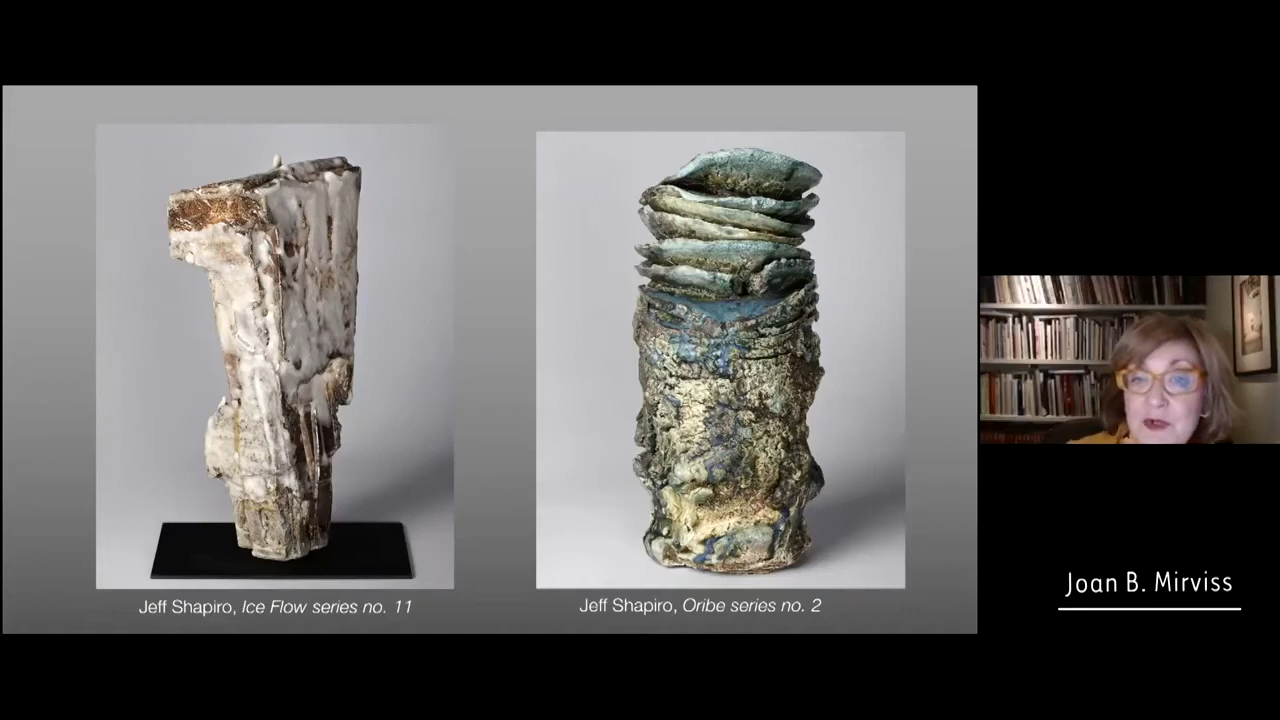 Jeff Shapiro, Ice Flow series no. 11
Jeff Shapiro, Oribe series no. 2
Joan B. Mirviss